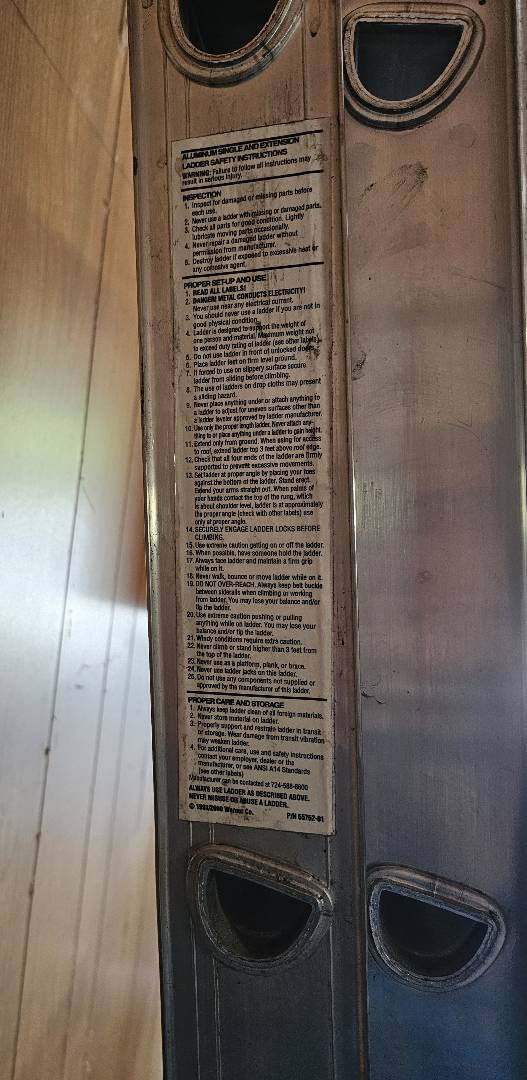 ALUMINUM SINGLE AND EXTENSION
LADDER SAFETY INSTRUCTIONS
WARNING: Failure to follow all instructions may
result in serious injury.
INSPECTION
1. Inspect for damaged or missing parts before
each use.
2. Never use a ladder with missing or damaged parts.
3. Check all parts for good condition. Lightly
lubricate moving parts occasionally.
4. Never repair a damaged ladder without
permission from manufacturer.
5. Destroy ladder if exposed to excessive heat or
any corrosive agent.
PROPER SET-UP AND USE
1. READ ALL LABELS!
2. DANGER! METAL CONDUCTS ELECTRICITY!
Never use near any electrical current.
3. You should never use a ladder if you are not in
good physical condition.
4. Ladder is designed to support the weight of
one person and material. Maximum weight not
to exceed duty rating of ladder (see other labels).
5. Do not use ladder in front of unlocked doors.
6. Place ladder feet on firm level ground.
7. If forced to use on slippery surface secure
ladder from sliding before climbing.
8. The use of ladders on drop cloths may present
a sliding hazard.
9. Never place anything under or attach anything to
a ladder to adjust for uneven surfaces other than
a ladder leveler approved by ladder manufacturer.
10. Use only the proper length ladder. Never attach any-
thing to or place anything under a ladder to gain height.
11. Extend only from ground. When using for access
to roof, extend ladder top 3 feet above roof edge.
12. Check that all four ends of the ladder are firmly
supported to prevent excessive movements.
13. Set ladder at proper angle by placing your toes
against the bottom of the ladder. Stand erect.
Extend your arms straight out. When palms of
your hands contact the top of the rung, which
is about shoulder level, ladder is at approximately
the proper angle (check with other labels) use
only at proper angle.
14. SECURELY ENGAGE LADDER LOCKS BEFORE
CLIMBING.
15. Use extreme caution getting on or off the ladder.
16. When possible, have someone hold the ladder.
17. Always face ladder and maintain a firm grip
while on it.
18. Never walk, bounce or move ladder while on it.
19. DO NOT OVER-REACH. Always keep belt buckle
between siderails when climbing or working
from ladder. You may lose your balance and/or
tip the ladder.
20. Use extreme caution pushing or pulling
anything while on ladder. You may lose your
balance and/or tip the ladder.
21. Windy conditions require extra caution.
22. Never climb or stand higher than 3 feet from
the top of the ladder.
23. Never use as a platform, plank, or brace.
24. Never use ladder jacks on this ladder.
25. Do not use any components not supplied or
approved by the manufacturer of this ladder.
PROPER CARE AND STORAGE
1. Always keep ladder clean of all foreign materials.
2. Never store material on ladder.
3. Properly support and restrain ladder in transit
or storage. Wear damage from transit vibration
may weaken ladder.
4. For additional care, use and safety instructions
contact your employer, dealer or the
manufacturer, or see ANSI A14 Standards
(see other labels)
Manufacturer can be contacted at 724-588-8600
ALWAYS USE LADDER AS DESCRIBED ABOVE.
NEVER MISUSE OR ABUSE A LADDER.
© 1993/2000 Werner Co. P/N 55752-01